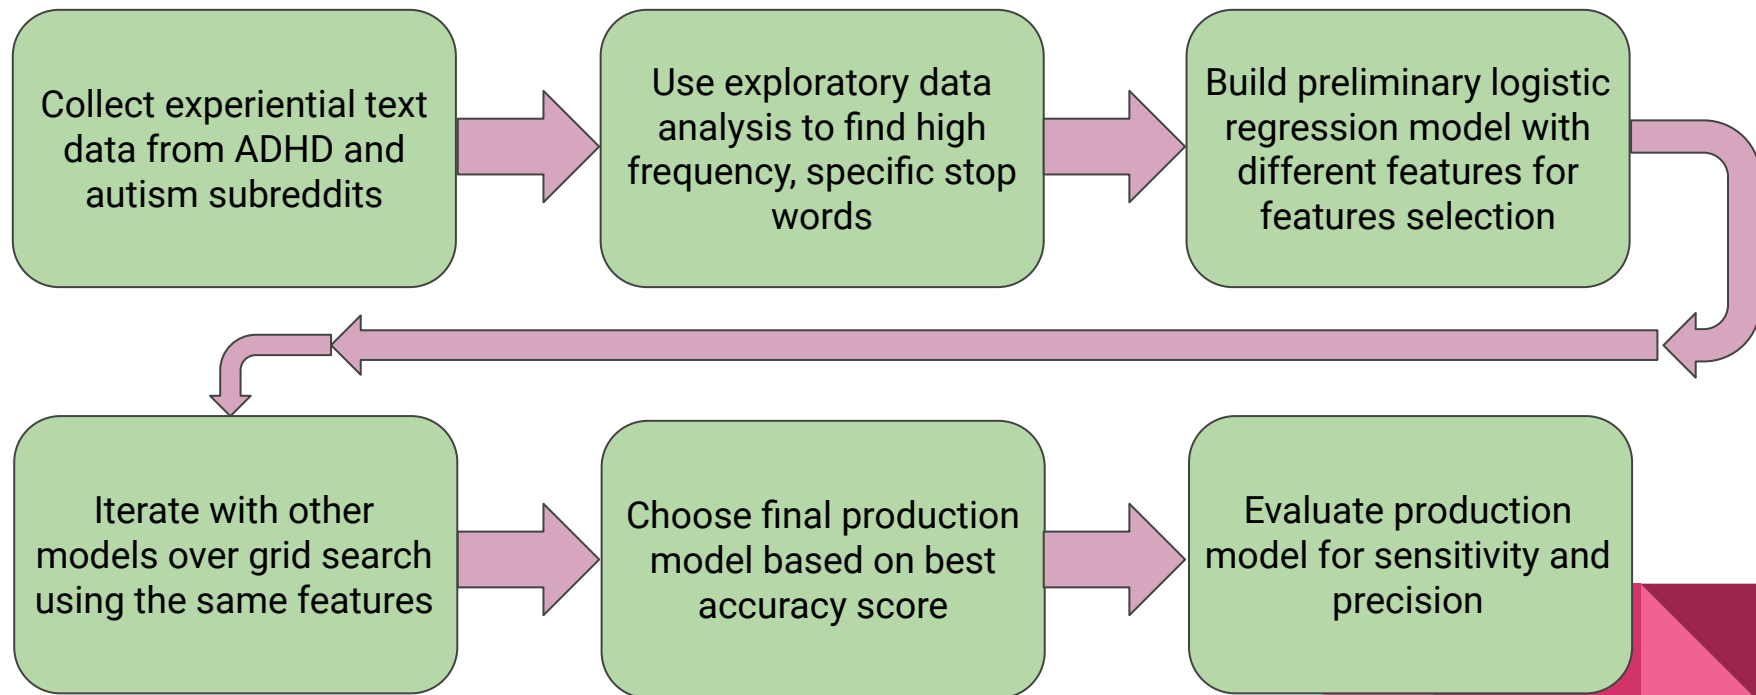 Collect experiential text
data from ADHD and
autism subreddits
Use exploratory data
analysis to find high
frequency, specific stop
words
Build preliminary logistic
regression model with
different features for
features selection
Iterate with other
models over grid search
using the same features
Choose final production
model based on best
accuracy score
Evaluate production
model for sensitivity and
precision